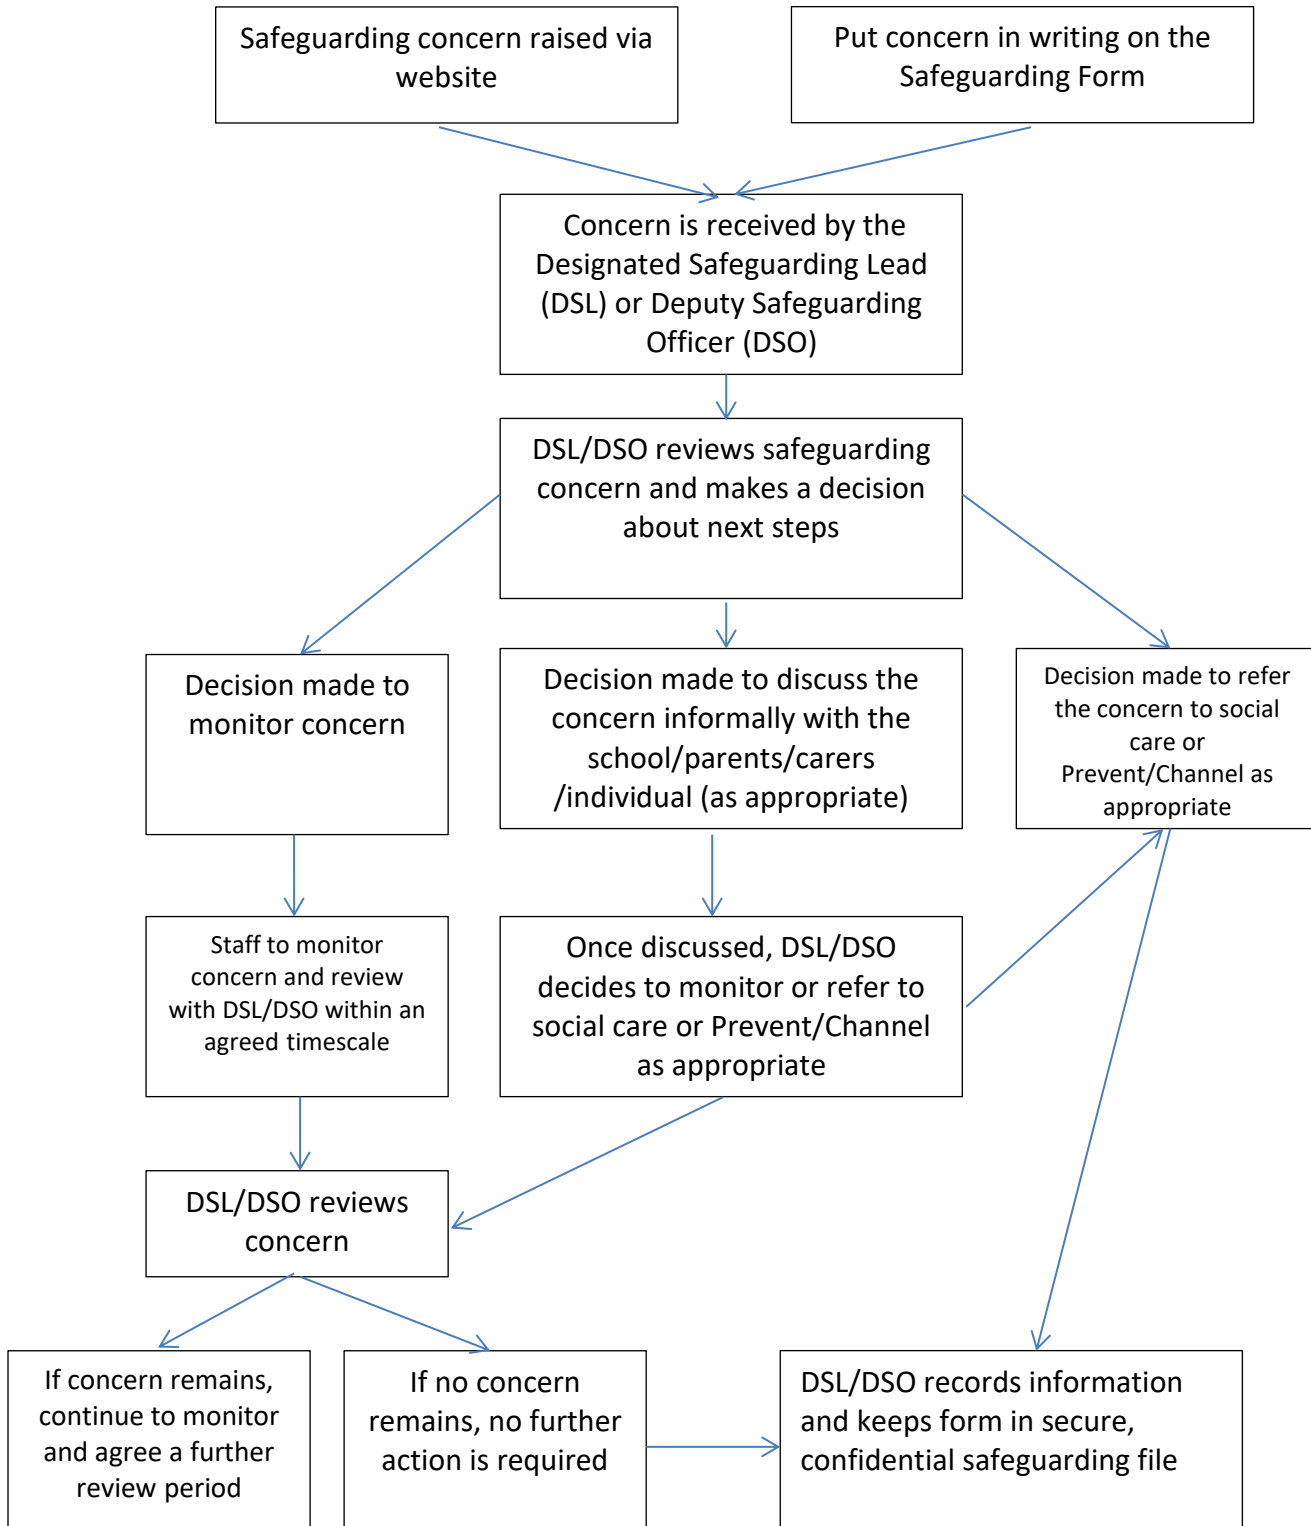 Safeguarding concern raised via
website
Put concern in writing on the
Safeguarding Form
Concern is received by the
Designated Safeguarding Lead
(DSL) or Deputy Safeguarding
Officer (DSO)
DSL/DSO reviews safeguarding
concern and makes a decision
about next steps
Decision made to
monitor concern
Decision made to discuss the
concern informally with the
school/parents/carers
/individual (as appropriate)
Decision made to refer
the concern to social
care or
Prevent/Channel as
appropriate
Staff to monitor
concern and review
with DSL/DSO within an
agreed timescale
Once discussed, DSL/DSO
decides to monitor or refer to
social care or Prevent/Channel
as appropriate
DSL/DSO reviews
concern
If concern remains,
continue to monitor
and agree a further
review period
If no concern
remains, no further
action is required
DSL/DSO records information
and keeps form in secure,
confidential safeguarding file